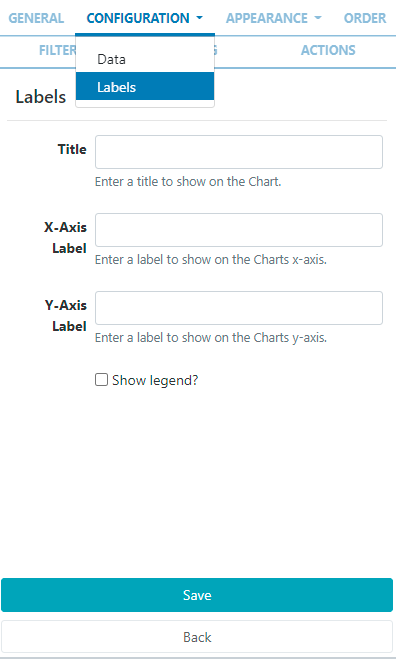 GENERAL CONFIGURATION APPEARANCE ORDER
FILTER G ACTIONS
Data
Labels
Labels
Title
Enter a title to show on the Chart.
X-Axis
Label
Enter a label to show on the Charts x-axis.
Y-Axis
Label
Enter a label to show on the Charts y-axis.
Show legend?
Save
Back